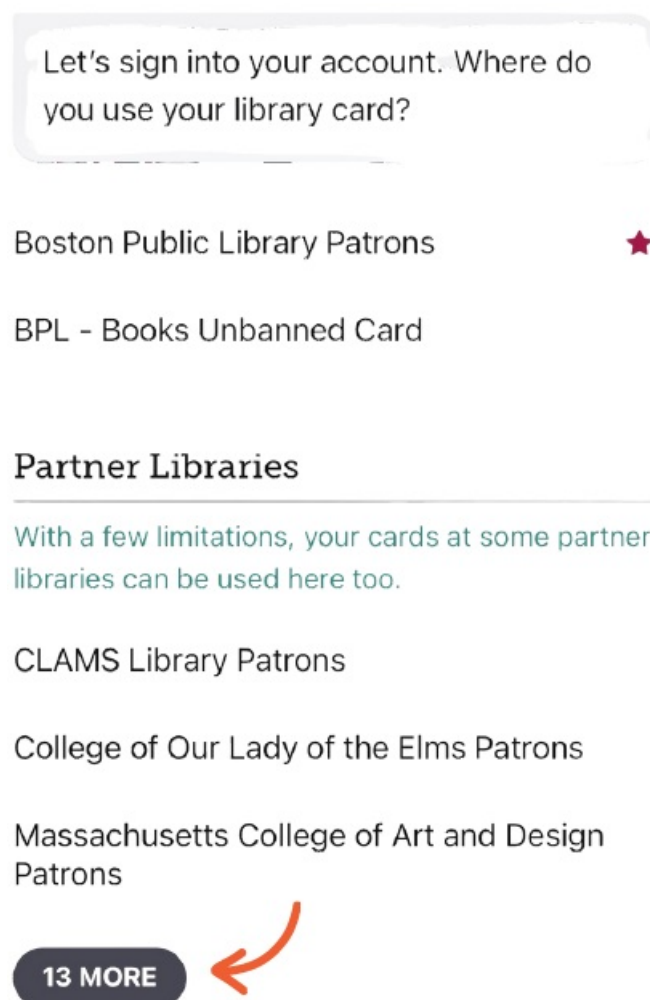 Let's sign into your account. Where do
you use your library card?
Boston Public Library Patrons
BPL - Books Unbanned Card
Partner Libraries
With a few limitations, your cards at some partner
libraries can be used here too.
CLAMS Library Patrons
College of Our Lady of the Elms Patrons
Massachusetts College of Art and Design
Patrons
13 MORE